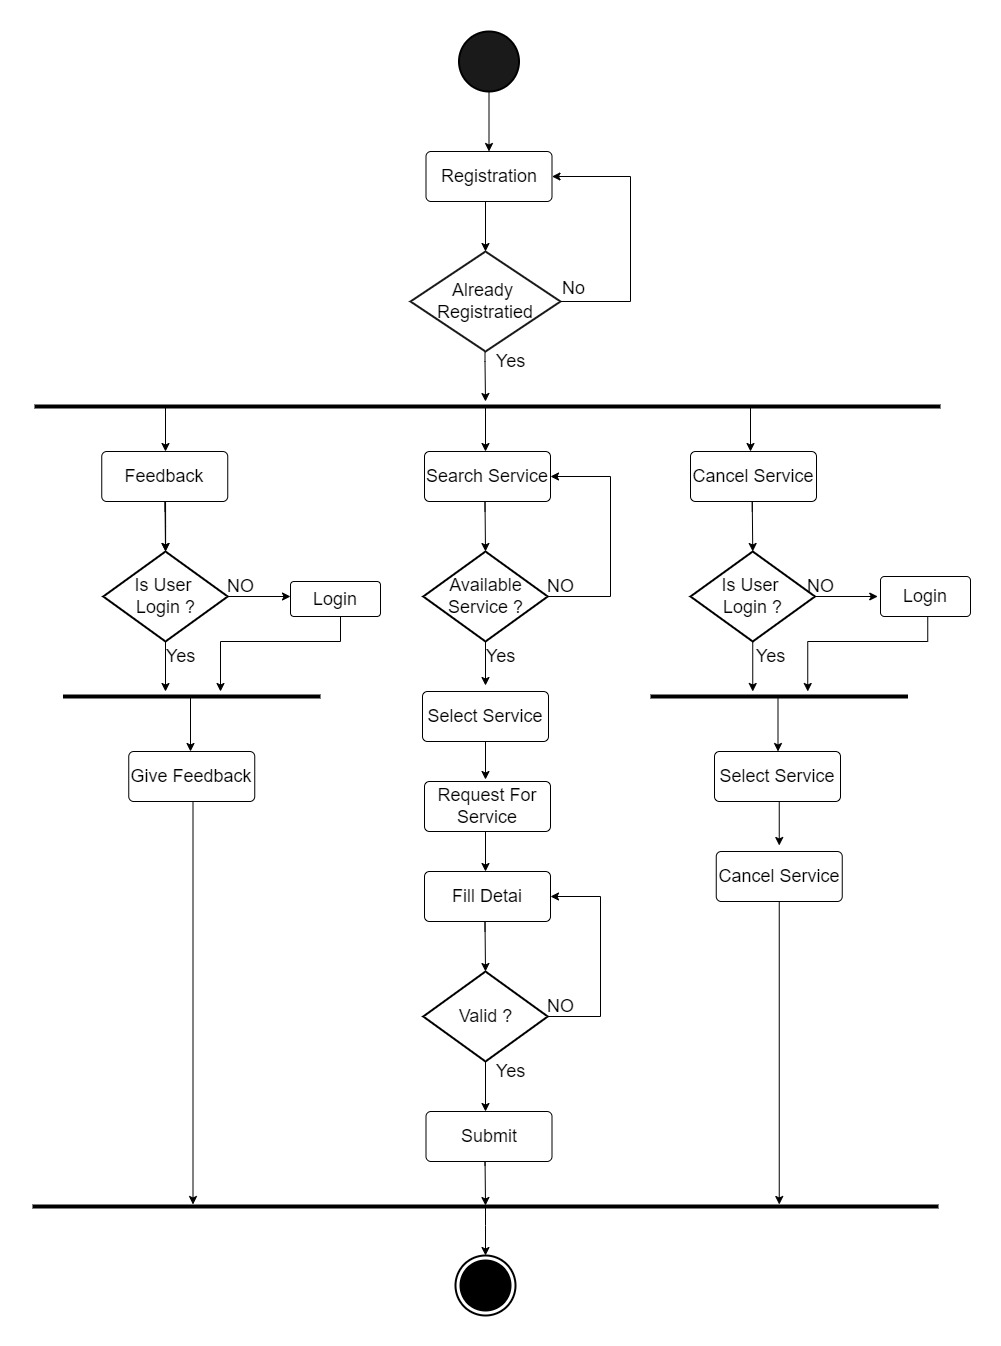 Registration
No
Already
Registratied
Yes
Feedback
Search Service
Cancel Service
Is User
Login ?
NO
Login
Available
Service ?
NO
Is User
Login ?
NO
Login
Yes
Yes
Yes
Select Service
Give Feedback
Select Service
Request For
Service
Fill Detai
Cancel Service
Valid ?
NO
Yes
Submit